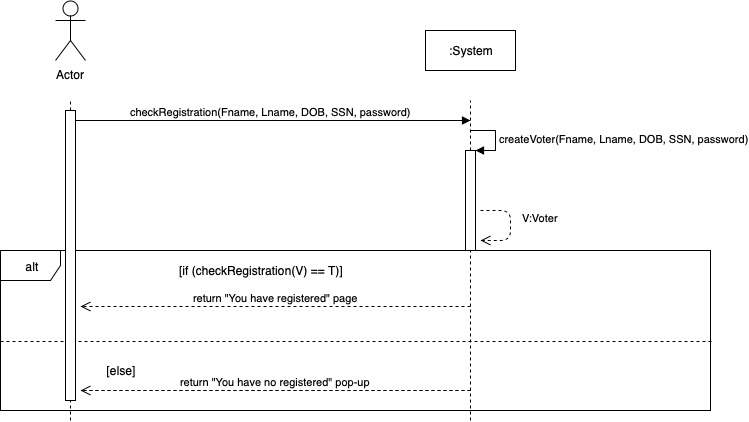 :System
Actor
checkRegistration(Fname, Lname, DOB, SSN, password)
createVoter(Fname, Lname, DOB, SSN, password)
V:Voter
alt
[if (checkRegistration(V) == T)]
return "You have registered" page
[else]
return "You have no registered" pop-up